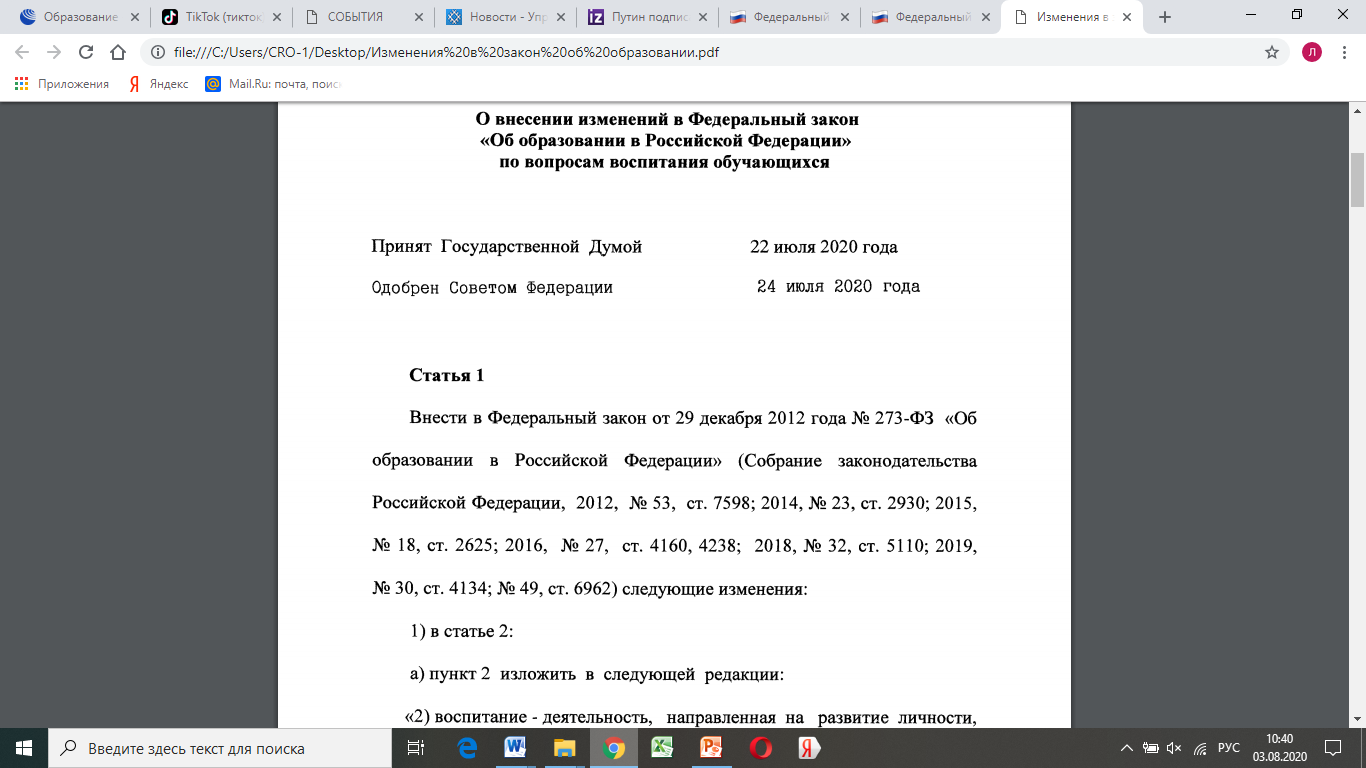 Образование
TikTok (тикток
СОБЫТИЯ
Новости - Упр
Путин подпис
Федеральный
Федеральный
Изменения в
file:///C:/Users/CRO-1/Desktop/Изменения%20в%20закон%20об%20образовании.pdf
Л
Приложения
Яндекс
Mail.Ru: почта, поис
О внесении изменений в Федеральный закон
«Об образовании в Российской Федерации»
по вопросам воспитания обучающихся
Принят Государственной Думой 22 июля 2020 года
Одобрен Советом Федерации 24 июля 2020 года
Статья 1
Внести в Федеральный закон от 29 декабря 2012 года № 273-ФЗ «Об
образовании в Российской Федерации» (Собрание законодательства
Российской Федерации, 2012, № 53, ст. 7598; 2014, № 23, ст. 2930; 2015,
№ 18, ст. 2625; 2016, № 27, ст. 4160, 4238; 2018, № 32, ст. 5110; 2019,
№ 30, ст. 4134; № 49, ст. 6962) следующие изменения:
1) в статье 2:
а) пункт 2 изложить в следующей редакции:
«2) воспитание - деятельность, направленная на развитие личности,
Введите здесь текст для поиска
РУС
10:40
03.08.2020